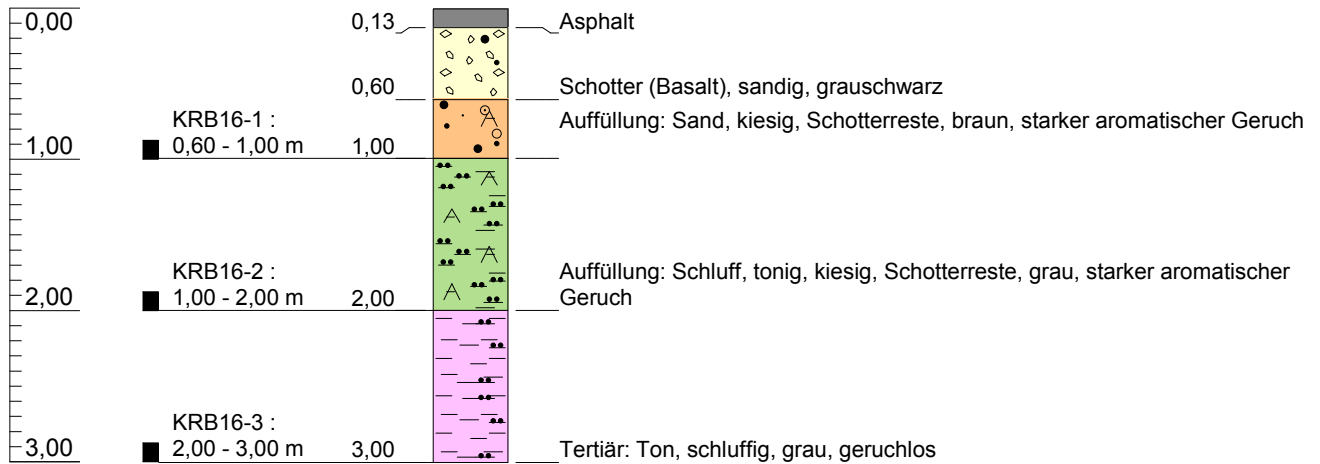 0,00
0,13
Asphalt
0,60
Schotter (Basalt), sandig, grauschwarz
KRB16-1 :
0,60 - 1,00 m
1,00
1,00
Auffüllung: Sand, kiesig, Schotterreste, braun, starker aromatischer Geruch
KRB16-2 :
1,00 - 2,00 m
2,00
2,00
Auffüllung: Schluff, tonig, kiesig, Schotterreste, grau, starker aromatischer
Geruch
KRB16-3 :
2,00 - 3,00 m
3,00
3,00
Tertiär: Ton, schluffig, grau, geruchlos